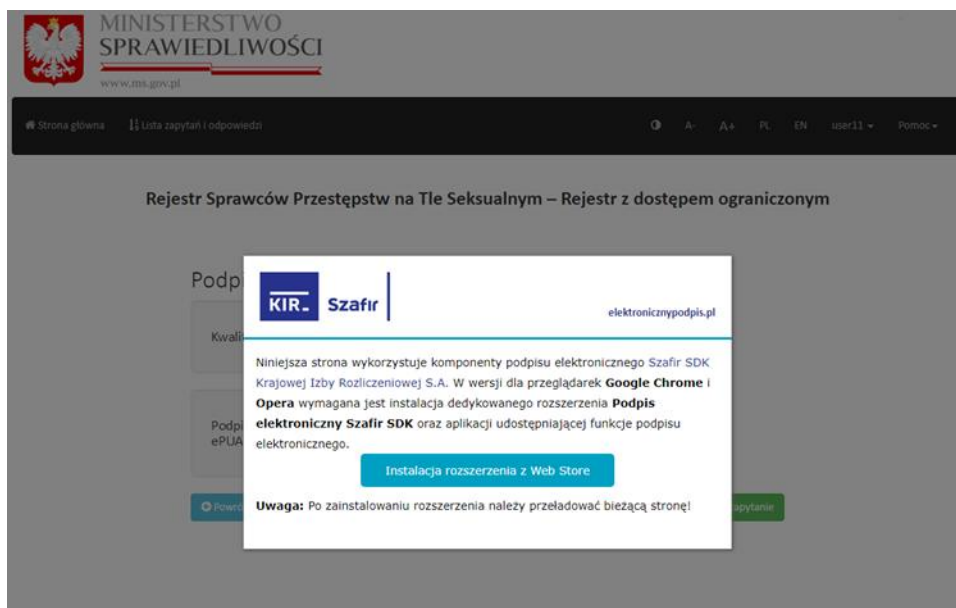 MINISTERSTWO
SPRAWIEDLIWOŚCI
www.ms.gov.pl
Strona główna Lista zapytań i odpowiedzi A- A+ PL EN user11 Pomoc
Rejestr Sprawców Przestępstw na Tle Seksualnym – Rejestr z dostępem ograniczonym
Podpi
KIR Szafır
elektronicznypodpis.pl
Kwali
Niniejsza strona wykorzystuje komponenty podpisu elektronicznego Szafir SDK
Krajowej Izby Rozliczeniowej S.A. W wersji dla przeglądarek Google Chrome i
Opera wymagana jest instalacja dedykowanego rozszerzenia Podpis
elektroniczny Szafir SDK oraz aplikacji udostępniającej funkcje podpisu
elektronicznego.
Podpi
ePUA
Instalacja rozszerzenia z Web Store
Powró
Uwaga: Po zainstalowaniu rozszerzenia należy przeładować bieżącą stronę!
apytanie